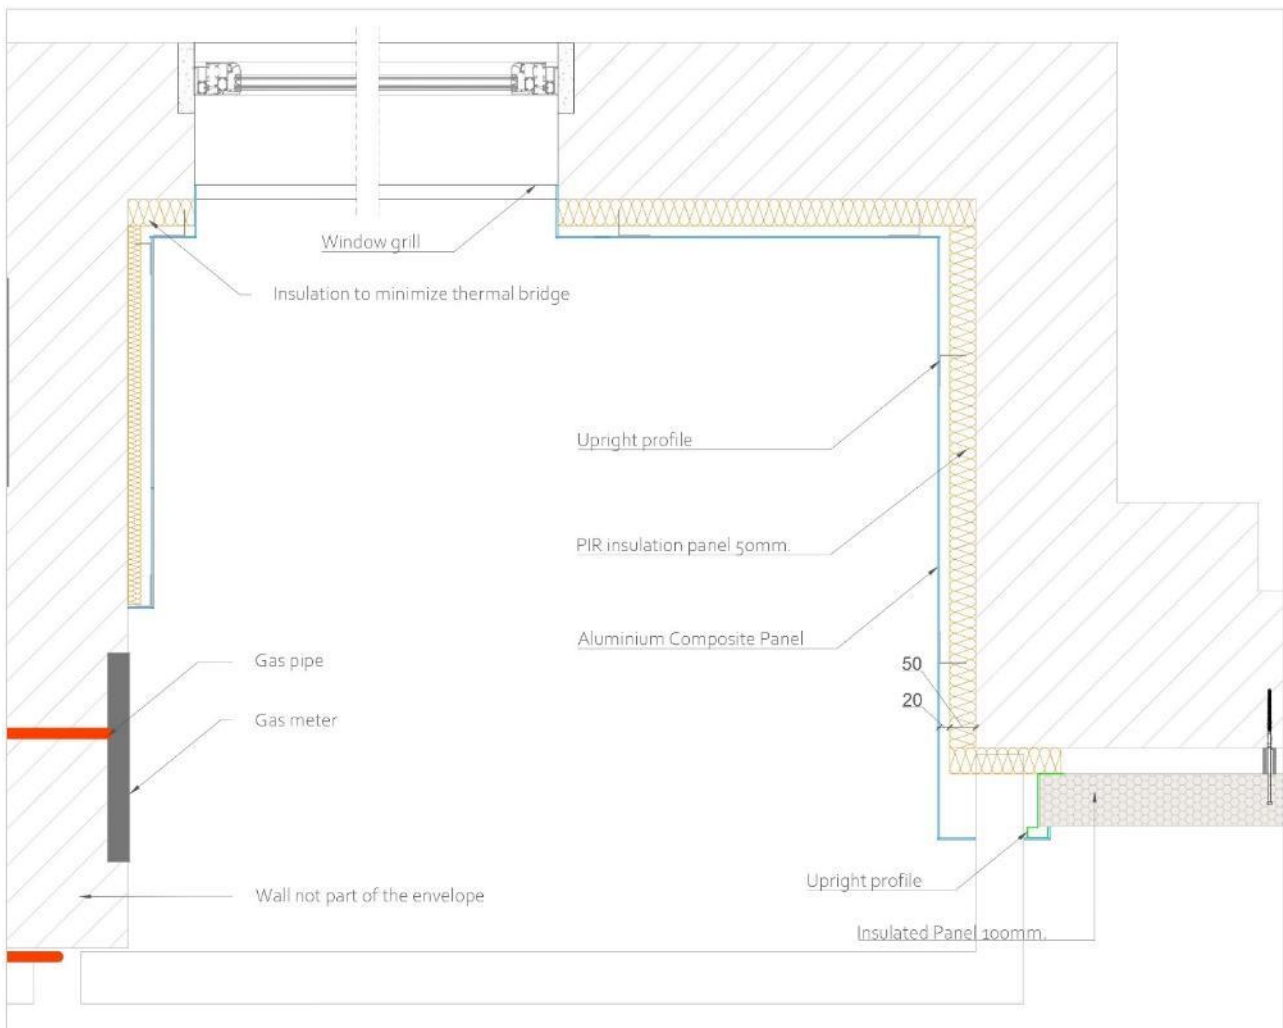 Window grill
Insulation to minimize thermal bridge
Upright profile
PIR insulation panel 50mm.
Aluminium Composite Panel
50
20
Gas pipe
Gas meter
Wall not part of the envelope
Upright profile
Insulated Panel 100mm.